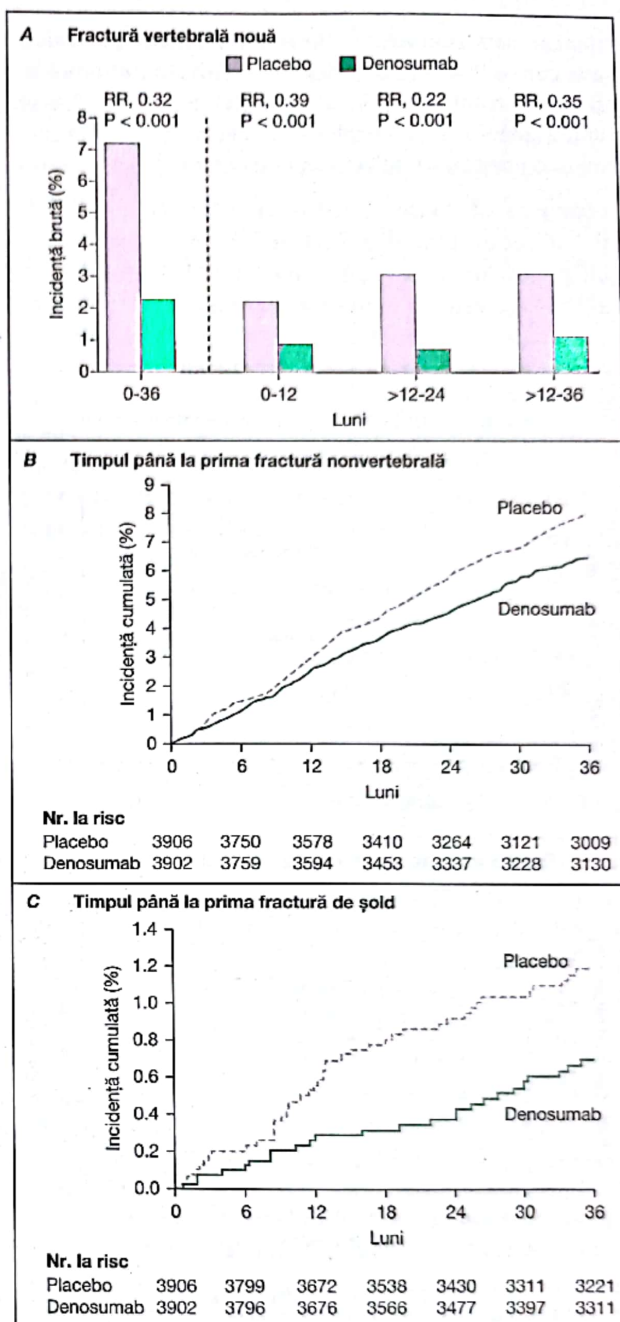 A Fractură vertebrală nouă
Placebo Denosumab
RR, 0.32 RR, 0.39 RR, 0.22 RR, 0.35
P < 0.001 P < 0.001 P < 0.001 P < 0.001
Incidență brută (%)
8
7
6
5
4
3
2
1
0
0-36 0-12 >12-24 >12-36
Luni
B Timpul până la prima fractură nonvertebrală
Incidență cumulată (%)
9
8
7
6
5
4
3
2
1
0
Placebo
Denosumab
0 6 12 18 24 30 36
Luni
Nr. la risc
Placebo 3906 3750 3578 3410 3264 3121 3009
Denosumab 3902 3759 3594 3453 3337 3228 3130
C Timpul până la prima fractură de șold
Incidență cumulată (%)
1.4
1.2
1.0
0.8
0.6
0.4
0.2
0.0
Placebo
Denosumab
0 6 12 18 24 30 36
Luni
Nr. la risc
Placebo 3906 3799 3672 3538 3430 3311 3221
Denosumab 3902 3796 3676 3566 3477 3397 3311